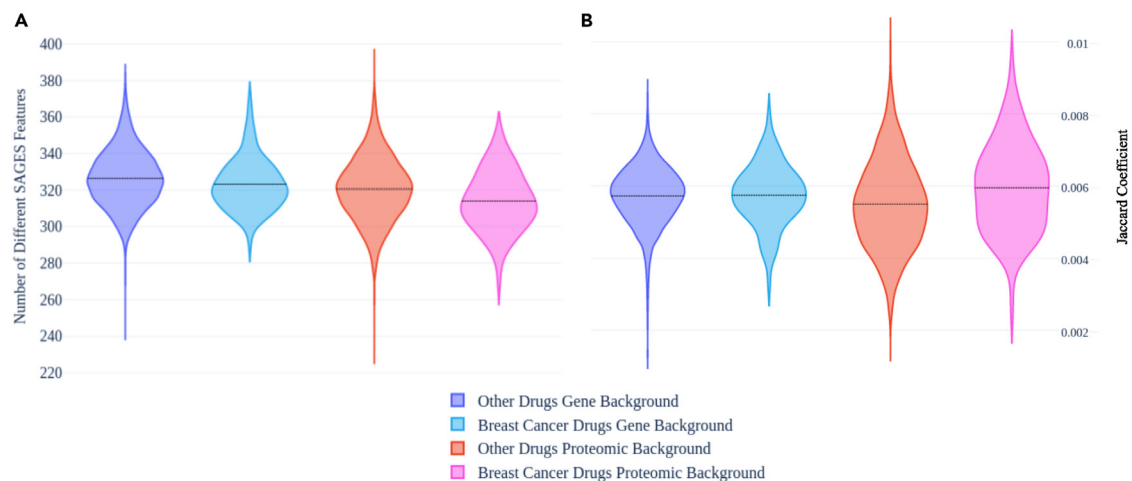 A
B
Number of Different SAGES Features
400
380
360
340
320
300
280
260
240
220
0.01
0.008
0.006
0.004
0.002
Jaccard Coefficient
Other Drugs Gene Background
Breast Cancer Drugs Gene Background
Other Drugs Proteomic Background
Breast Cancer Drugs Proteomic Background